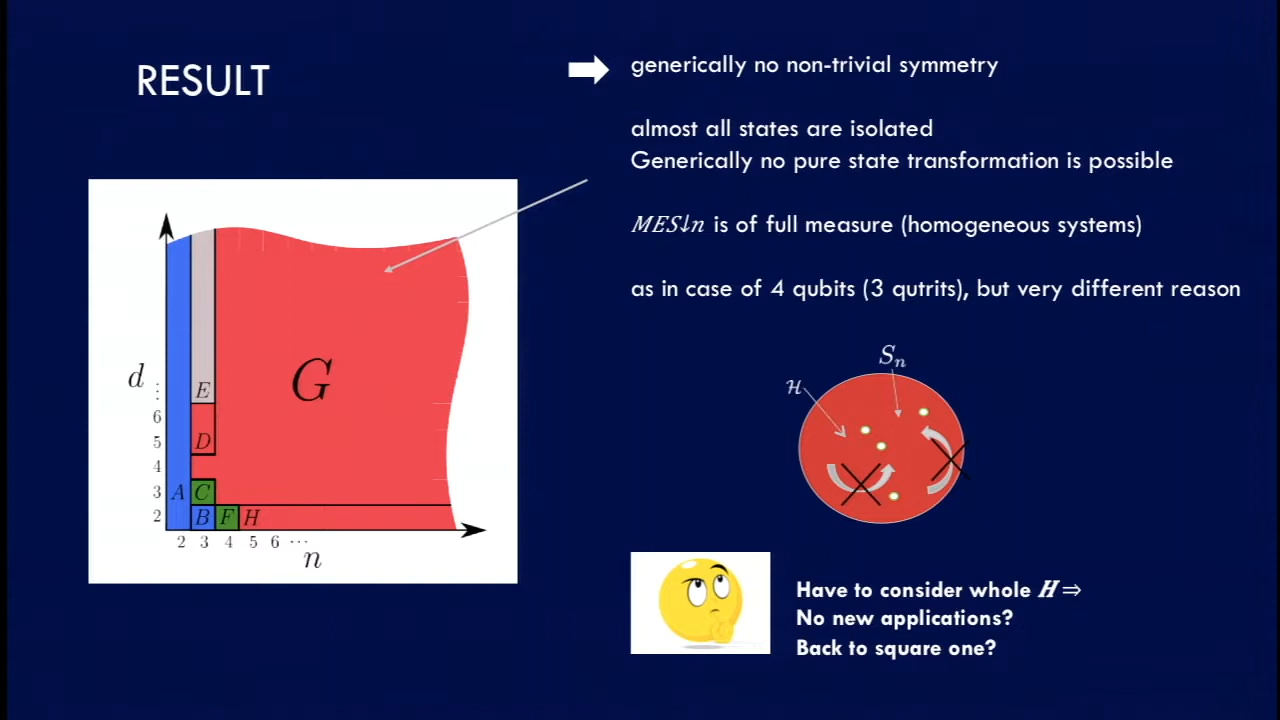 RESULT
generically no non-trivial symmetry
almost all states are isolated
Generically no pure state transformation is possible
MES↓n is of full measure (homogeneous systems)
as in case of 4 qubits (3 qutrits), but very different reason
d
⋮
6
5
4
3
2
E
D
A C
B F H
G
2 3 4 5 6 ⋯
n
S_n
ℋ
Have to consider whole H ⇒
No new applications?
Back to square one?